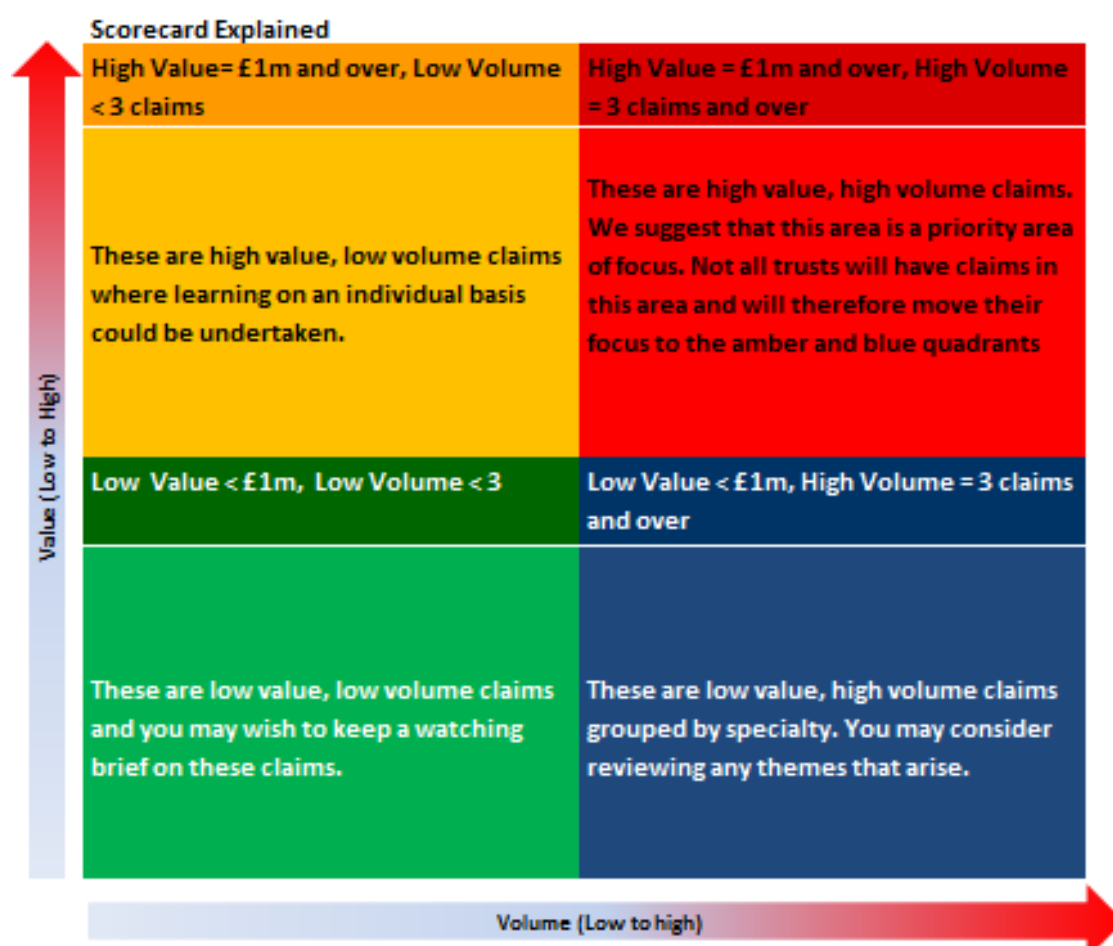 Scorecard Explained
High Value= £1m and over, Low Volume
< 3 claims
High Value = £1m and over, High Volume
= 3 claims and over
These are high value, low volume claims
where learning on an individual basis
could be undertaken.
These are high value, high volume claims.
We suggest that this area is a priority area
of focus. Not all trusts will have claims in
this area and will therefore move their
focus to the amber and blue quadrants
Value (Low to High)
Low Value < £1m, Low Volume < 3
Low Value < £1m, High Volume = 3 claims
and over
These are low value, low volume claims
and you may wish to keep a watching
brief on these claims.
These are low value, high volume claims
grouped by specialty. You may consider
reviewing any themes that arise.
Volume (Low to high)